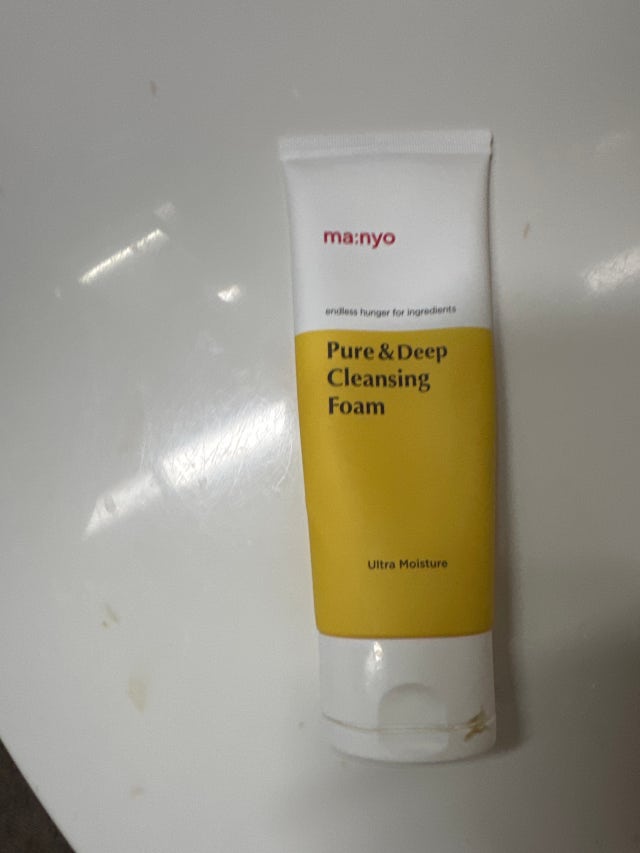 ma:nyo
endless hunger for ingredients
Pure & Deep
Cleansing
Foam
Ultra Moisture